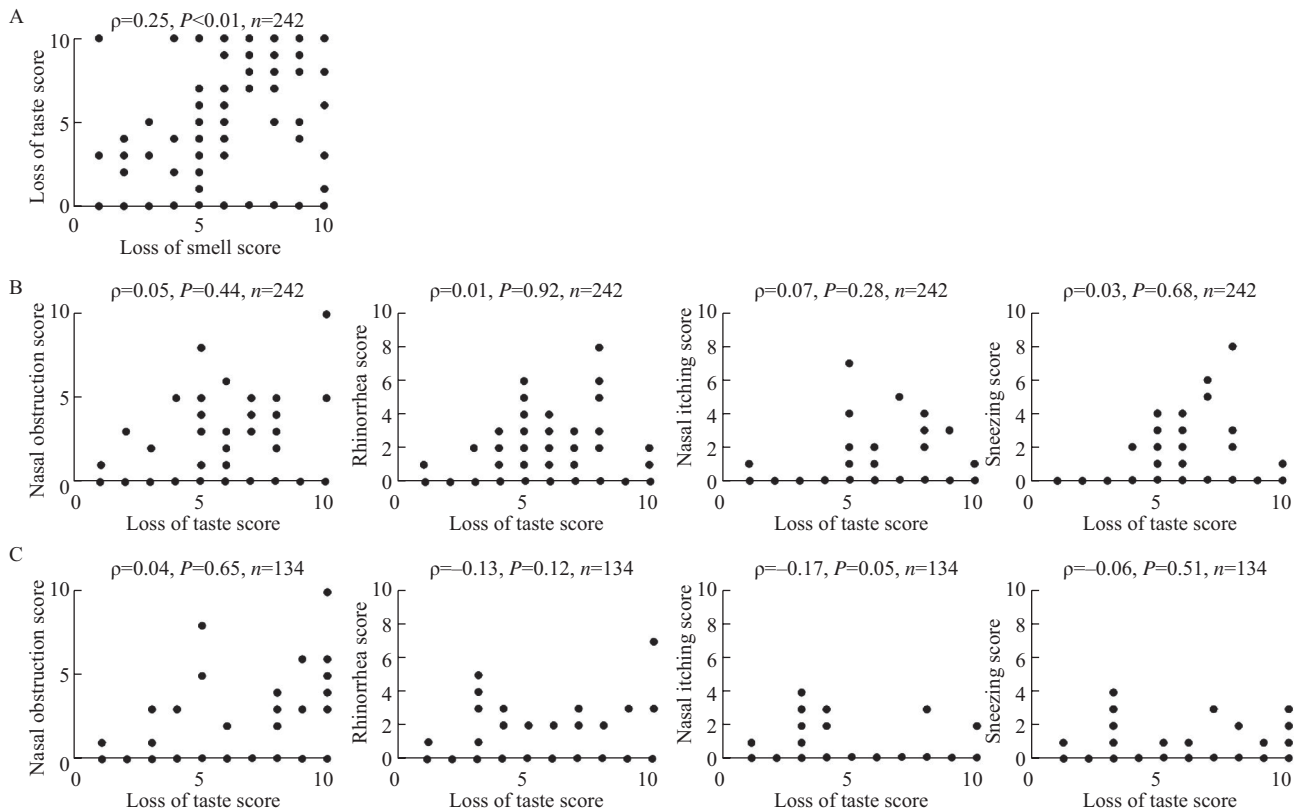 A
ρ=0.25, P<0.01, n=242
Loss of taste score
10
5
0
0 5 10
Loss of smell score
B
ρ=0.05, P=0.44, n=242
Nasal obstruction score
10
5
0
0 5 10
Loss of taste score
ρ=0.01, P=0.92, n=242
Rhinorrhea score
10
8
6
4
2
0
0 5 10
Loss of taste score
ρ=0.07, P=0.28, n=242
Nasal itching score
10
8
6
4
2
0
0 5 10
Loss of taste score
ρ=0.03, P=0.68, n=242
Sneezing score
10
8
6
4
2
0
0 5 10
Loss of taste score
C
ρ=0.04, P=0.65, n=134
Nasal obstruction score
10
5
0
0 5 10
Loss of taste score
ρ=–0.13, P=0.12, n=134
Rhinorrhea score
10
8
6
4
2
0
0 5 10
Loss of taste score
ρ=–0.17, P=0.05, n=134
Nasal itching score
10
8
6
4
2
0
0 5 10
Loss of taste score
ρ=–0.06, P=0.51, n=134
Sneezing score
10
8
6
4
2
0
0 5 10
Loss of taste score